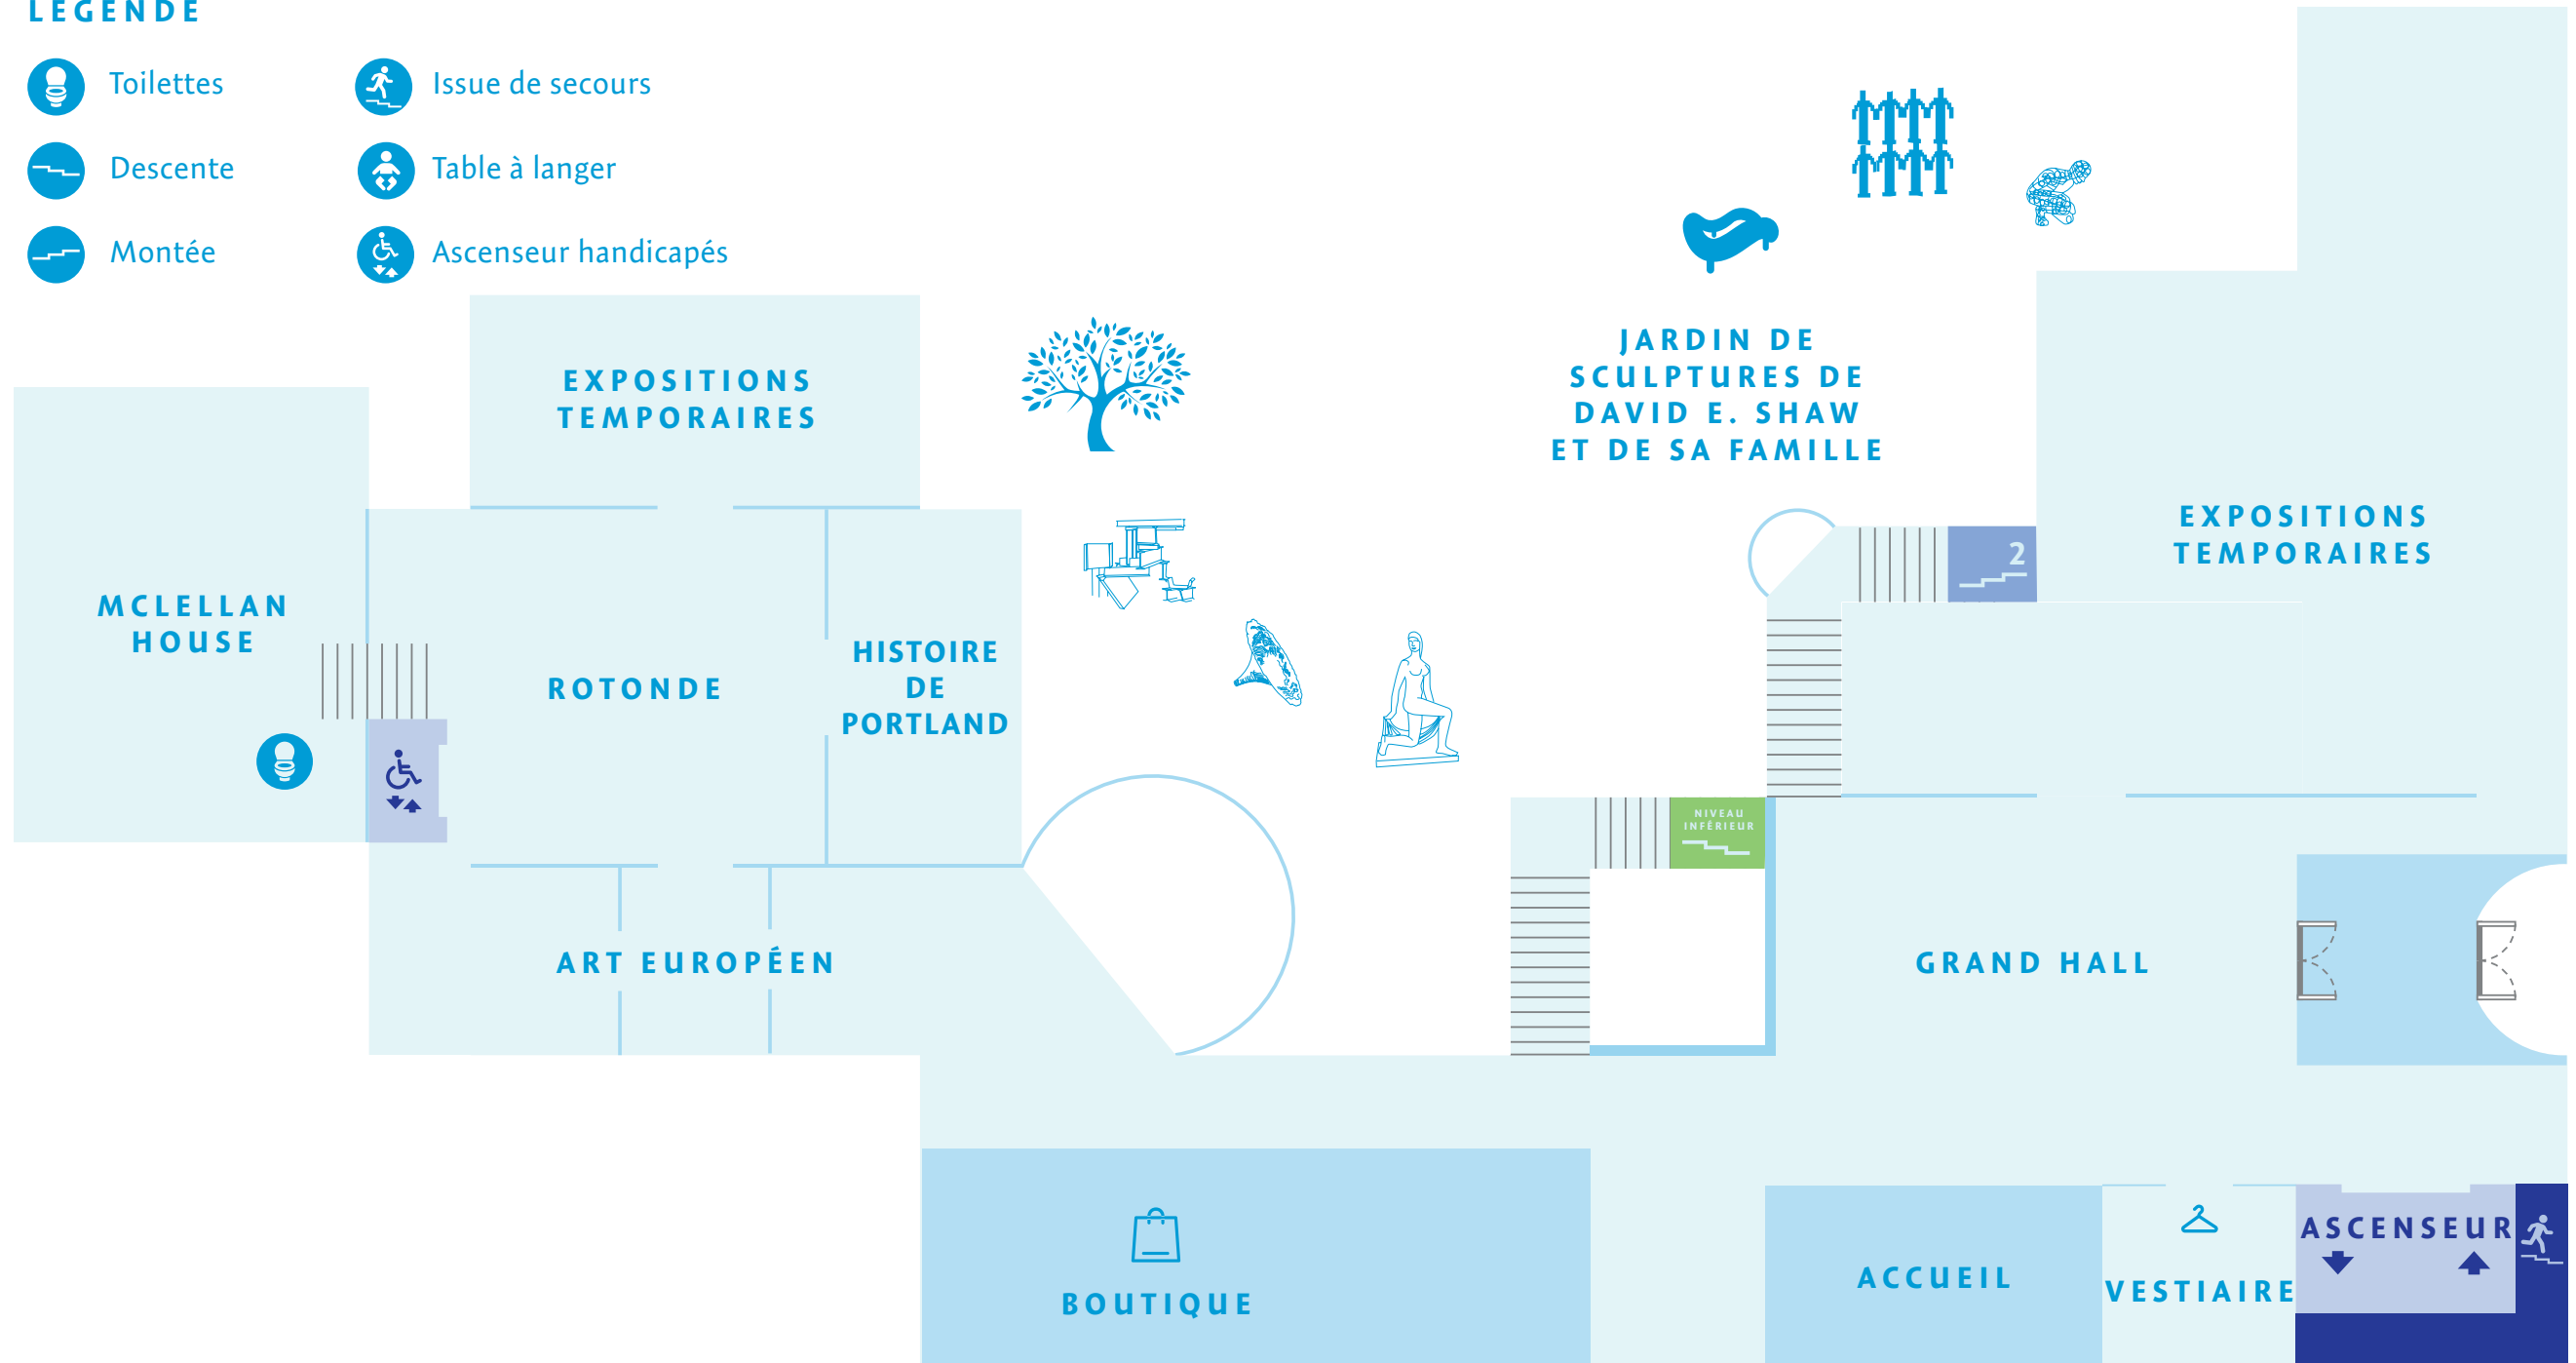 LÉGENDE
Toilettes
Issue de secours
Descente
Table à langer
Montée
Ascenseur handicapés
EXPOSITIONS
TEMPORAIRES
JARDIN DE
SCULPTURES DE
DAVID E. SHAW
ET DE SA FAMILLE
EXPOSITIONS
TEMPORAIRES
2
MCLELLAN
HOUSE
ROTONDE
HISTOIRE
DE
PORTLAND
NIVEAU
INFÉRIEUR
ART EUROPÉEN
GRAND HALL
BOUTIQUE
ACCUEIL
VESTIAIRE
ASCENSEUR